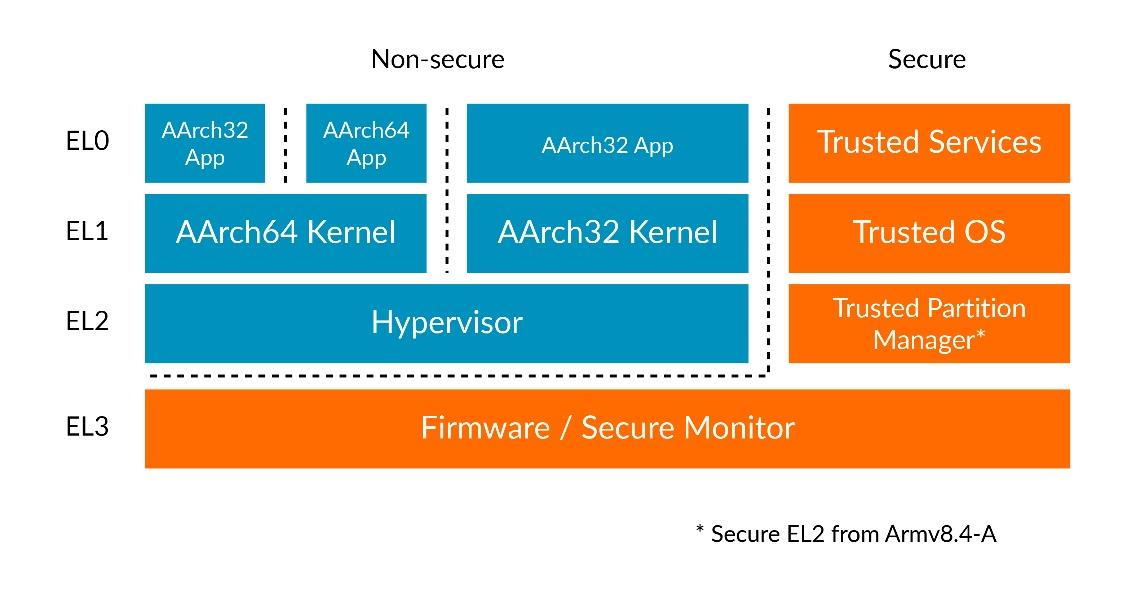 Non-secure
Secure
EL0
AArch32
App
AArch64
App
AArch32 App
Trusted Services
EL1
AArch64 Kernel
AArch32 Kernel
Trusted OS
EL2
Hypervisor
Trusted Partition
Manager*
EL3
Firmware / Secure Monitor
* Secure EL2 from Armv8.4-A